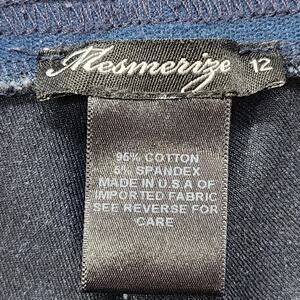 Mesmerize 12
95% COTTON
5% SPANDEX
MADE IN U.S.A OF
IMPORTED FABRIC
SEE REVERSE FOR
CARE